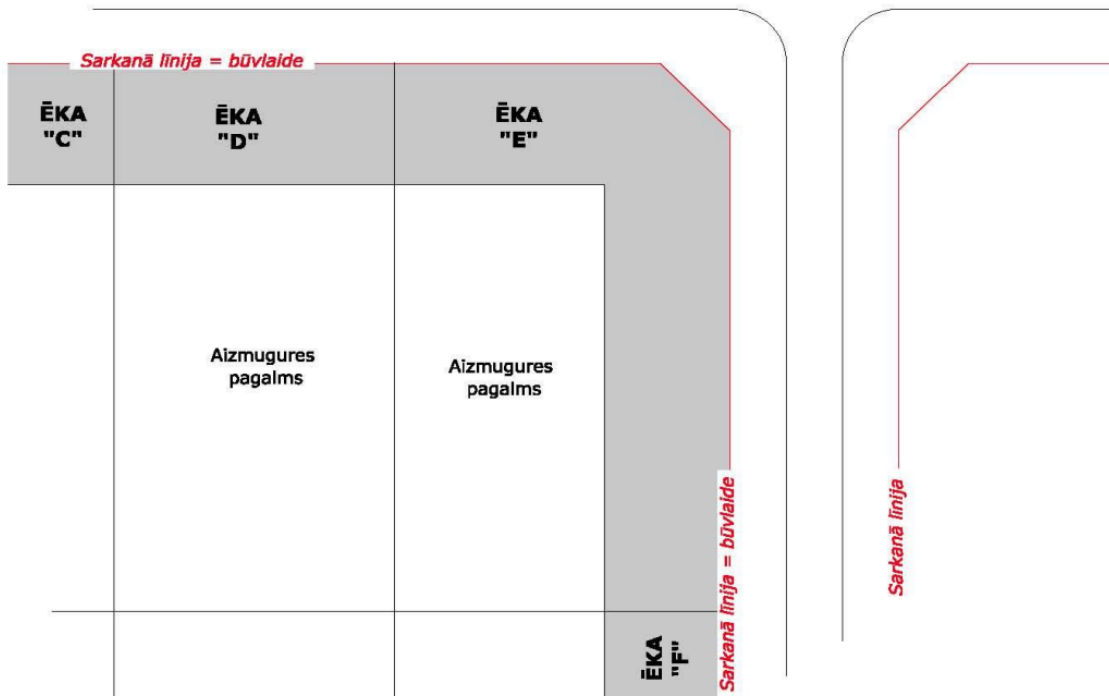 Sarkanā līnija = būvlaide
ĒKA
"C"
ĒKA
"D"
ĒKA
"E"
Aizmugures
pagalms
Aizmugures
pagalms
Sarkanā līnija = būvlaide
Sarkanā līnija
ĒKA
"F"